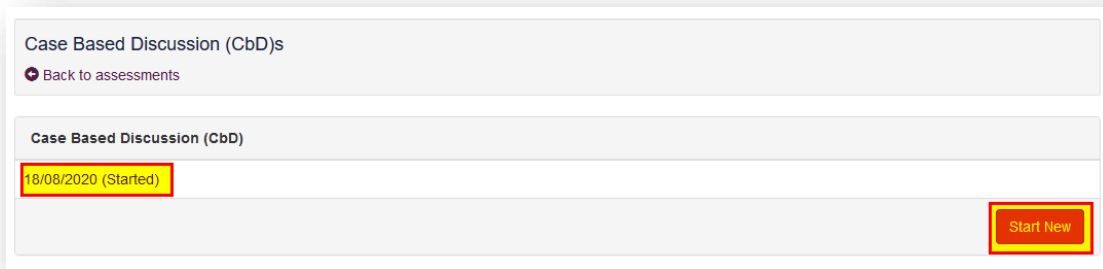 Case Based Discussion (CbD)s
Back to assessments
Case Based Discussion (CbD)
18/08/2020 (Started)
Start New